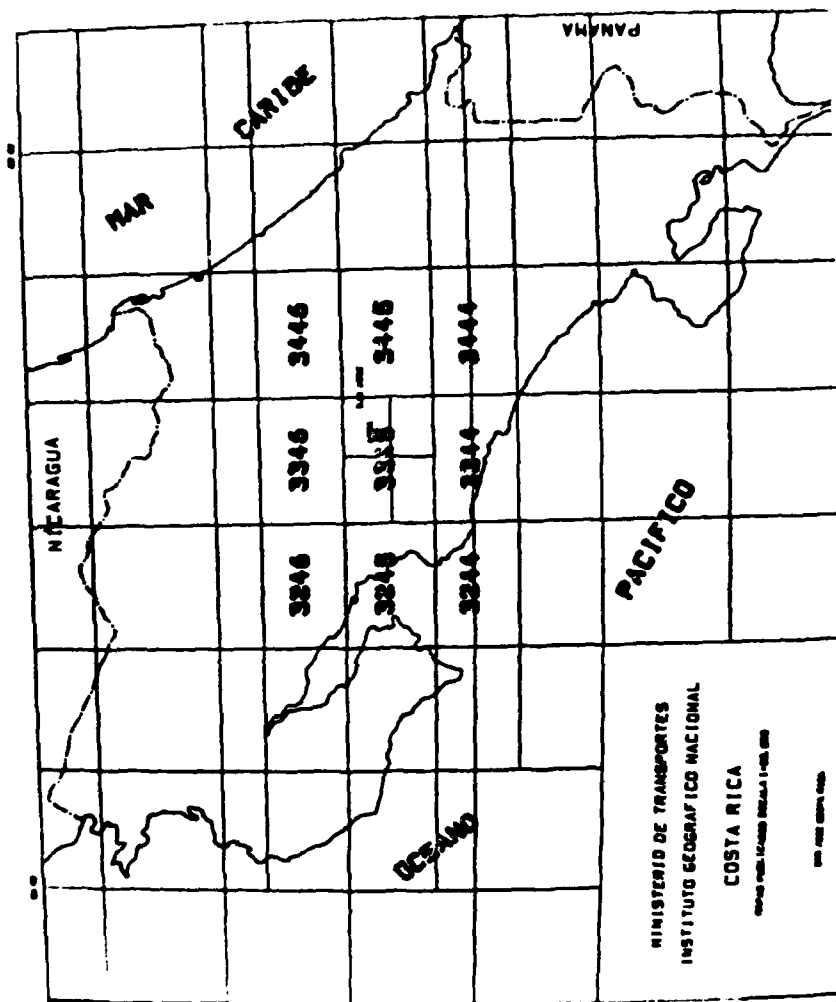 NICARAGUA
MAR
CARIBE
3246 3346 3446
3245 3345 3445
3244 3344 3444
OCEANO
PACIFICO
PANAMA
MINISTERIO DE TRANSPORTES
INSTITUTO GEOGRAFICO NACIONAL
COSTA RICA